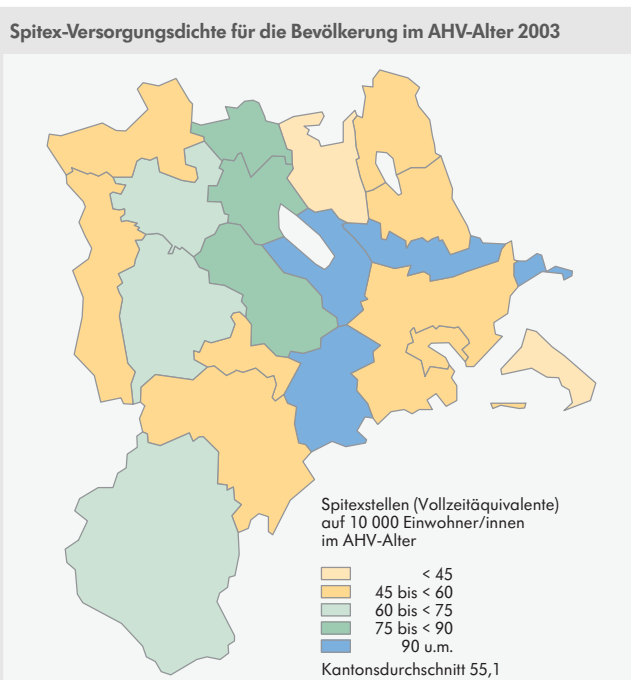 Spitex-Versorgungsdichte für die Bevölkerung im AHV-Alter 2003
Spitexstellen (Vollzeitäquivalente)
auf 10 000 Einwohner/innen
im AHV-Alter
< 45
45 bis < 60
60 bis < 75
75 bis < 90
90 u.m.
Kantonsdurchschnitt 55,1